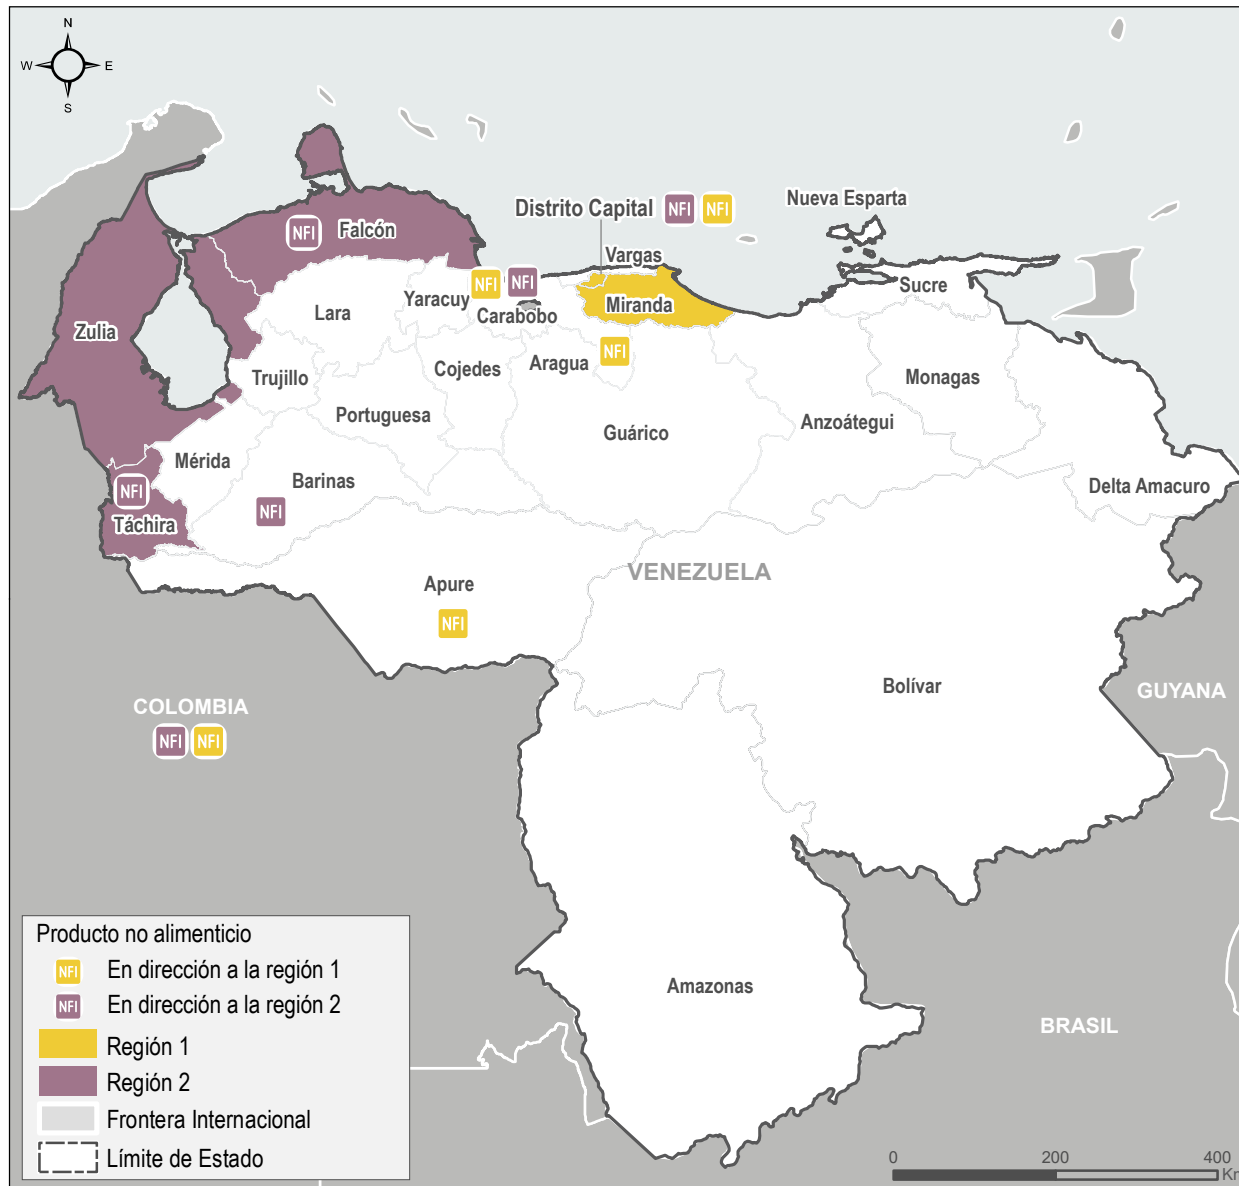 N
W E
S
Nueva Esparta
Distrito Capital NFI NFI
NFI Falcón
Vargas
NFI NFI
Sucre
Yaracuy
Miranda
Lara
Carabobo
Zulia
NFI
Aragua
Cojedes
Trujillo
Monagas
Portuguesa
Anzoátegui
Guárico
Mérida
Barinas
Delta Amacuro
NFI
NFI
Táchira
VENEZUELA
Apure
NFI
Bolívar
GUYANA
COLOMBIA
NFI NFI
Amazonas
BRASIL
Producto no alimenticio
NFI En dirección a la región 1
NFI En dirección a la región 2
Región 1
Región 2
Frontera Internacional
Límite de Estado
0 200 400
Km